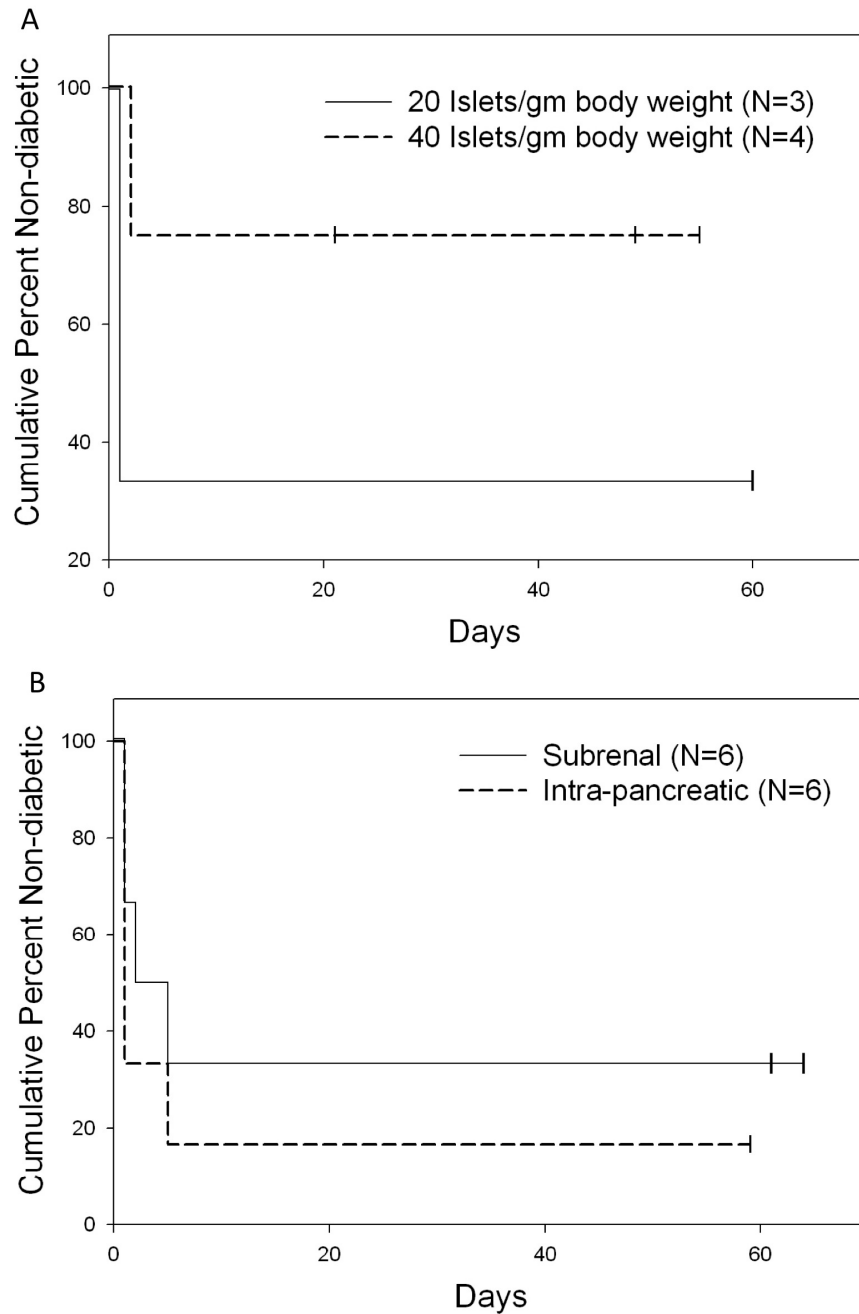 A
Cumulative Percent Non-diabetic
100
80
60
40
20
20 Islets/gm body weight (N=3)
40 Islets/gm body weight (N=4)
0 20 40 60
Days
B
Cumulative Percent Non-diabetic
100
80
60
40
20
0
Subrenal (N=6)
Intra-pancreatic (N=6)
0 20 40 60
Days